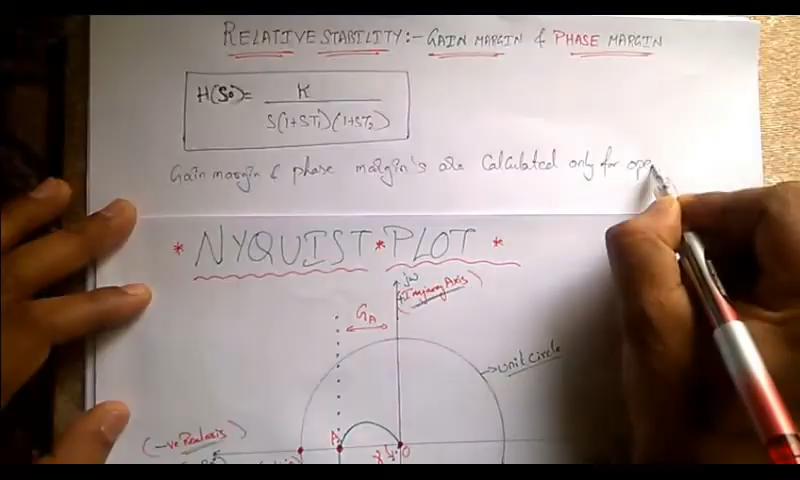 RELATIVE STABILITY:- GAIN MARGIN & PHASE MARGIN
H(S)= K / S(1+ST1)(1+ST2)
Gain margin & phase margin's are calculated only for ope
* NYQUIST * PLOT *
jω
(+Imaginary Axis)
GA
Unit Circle
(-ve Real axis)
A
O